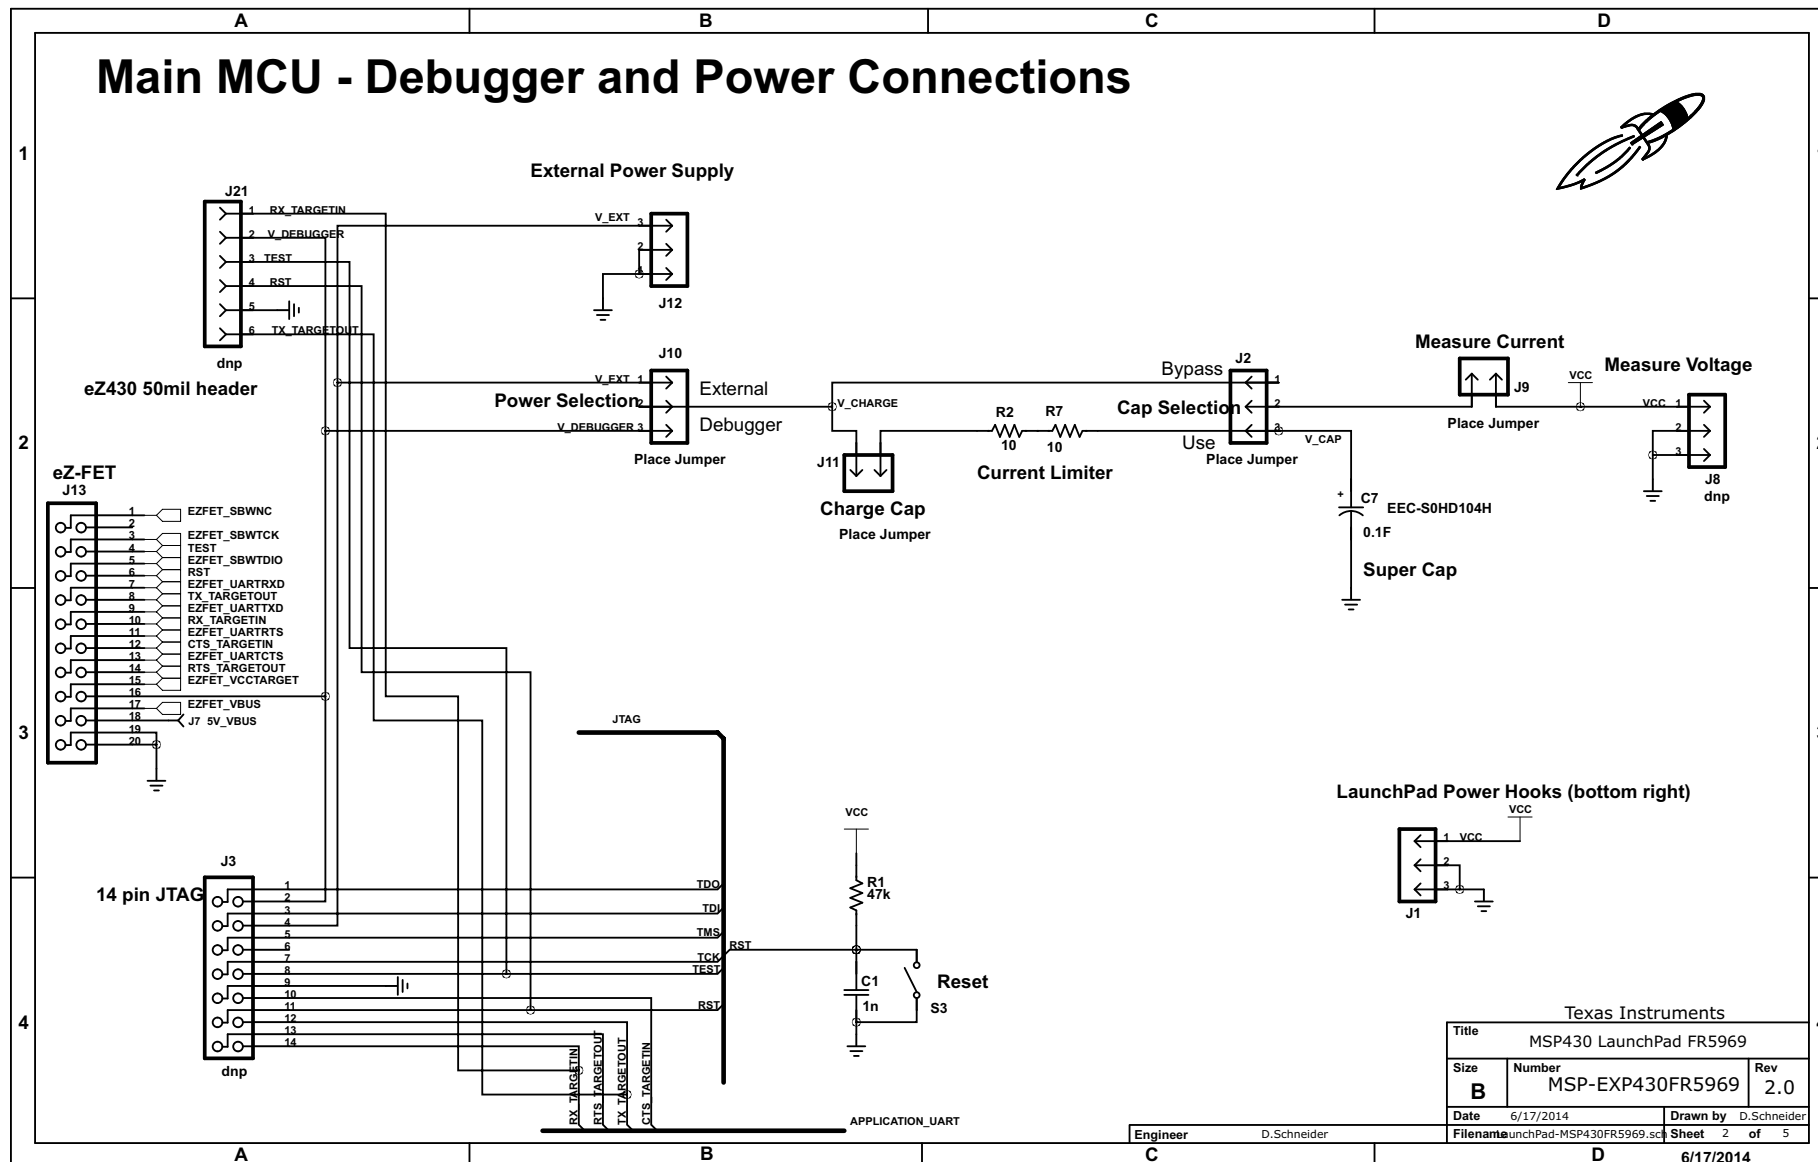 A B C D
Main MCU - Debugger and Power Connections
1
External Power Supply
J21
1 RX_TARGETIN
2 V_DEBUGGER
3 TEST
4 RST
5
6 TX_TARGETOUT
dnp
eZ430 50mil header
V_EXT 3
2
J12
J10
V_EXT 1
External
Power Selection
2
V_DEBUGGER 3
Debugger
Place Jumper
V_CHARGE
J11
Charge Cap
Place Jumper
R2 R7
10 10
Current Limiter
J2
Bypass
1
Cap Selection
2
Use
3
Place Jumper
V_CAP
+
C7
EEC-S0HD104H
0.1F
Super Cap
Measure Current
J9
Place Jumper
VCC
Measure Voltage
VCC 1
2
3
J8
dnp
2
eZ-FET
J13
1 EZFET_SBWNC
2
3 EZFET_SBWTCK
4 TEST
5 EZFET_SBWTDIO
6 RST
7 EZFET_UARTRXD
8 TX_TARGETOUT
9 EZFET_UARTTXD
10 RX_TARGETIN
11 EZFET_UARTRTS
12 CTS_TARGETIN
13 EZFET_UARTCTS
14 RTS_TARGETOUT
15 EZFET_VCCTARGET
16
17 EZFET_VBUS
18 J7 5V_VBUS
19
20
3
JTAG
LaunchPad Power Hooks (bottom right)
VCC
1 VCC
2
3
J1
J3
14 pin JTAG
1 TDO
2
3 TDI
4
5 TMS
6
7 TCK
8 TEST
9
10
11 RST
12
13
14
dnp
RST
VCC
R1
47k
C1
1n
Reset
S3
4
RX_TARGETIN
RTS_TARGETOUT
TX_TARGETOUT
CTS_TARGETIN
APPLICATION_UART
Texas Instruments
Title
MSP430 LaunchPad FR5969
Size Number Rev
B MSP-EXP430FR5969 2.0
Date 6/17/2014 Drawn by D.Schneider
Engineer D.Schneider
Filename unchPad-MSP430FR5969.sch Sheet 2 of 5
A B C D
6/17/2014